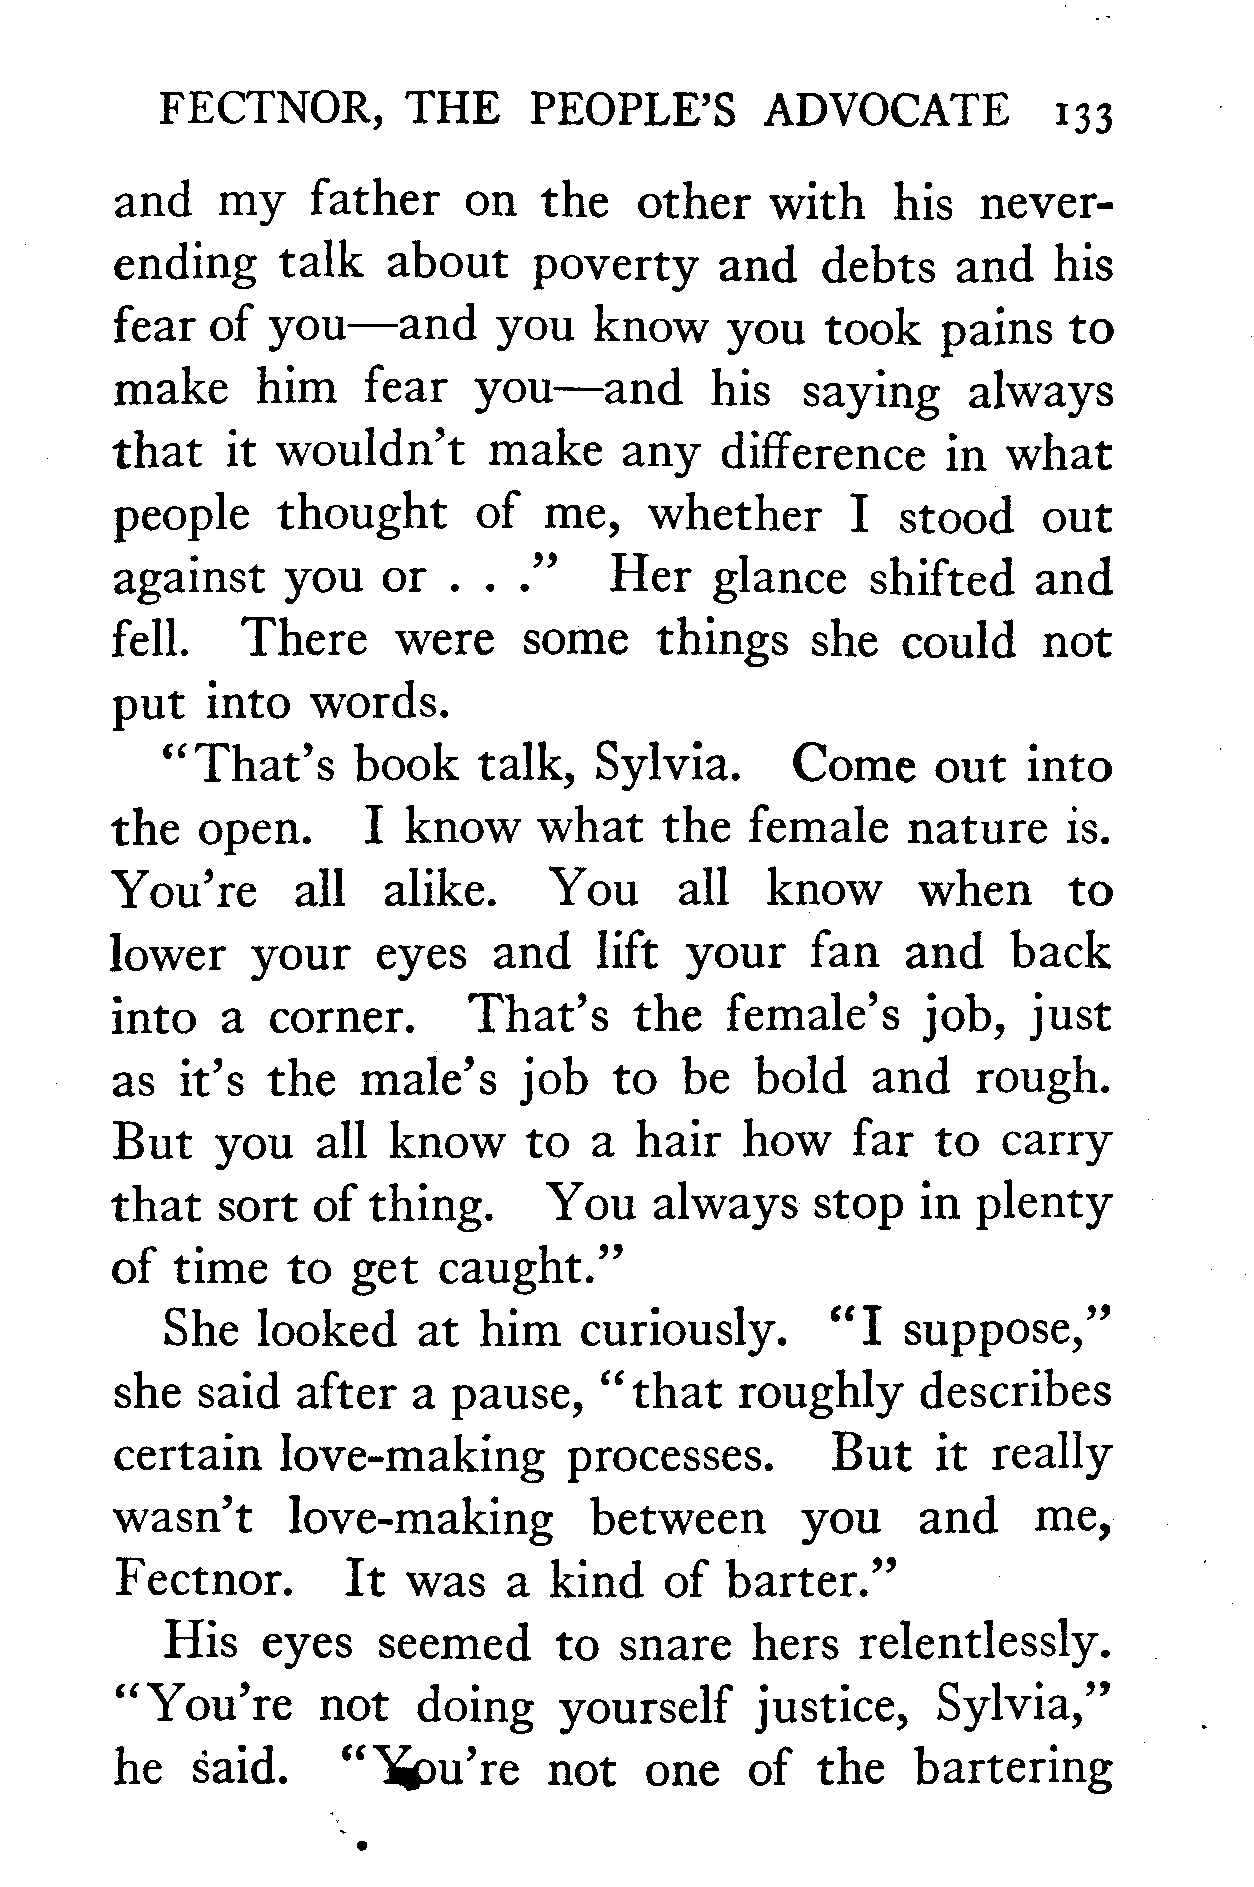 FECTNOR, THE PEOPLE'S ADVOCATE 133
and my father on the other with his never-
ending talk about poverty and debts and his
fear of you—and you know you took pains to
make him fear you—and his saying always
that it wouldn't make any difference in what
people thought of me, whether I stood out
against you or . . ." Her glance shifted and
fell. There were some things she could not
put into words.
"That's book talk, Sylvia. Come out into
the open. I know what the female nature is.
You're all alike. You all know when to
lower your eyes and lift your fan and back
into a corner. That's the female's job, just
as it's the male's job to be bold and rough.
But you all know to a hair how far to carry
that sort of thing. You always stop in plenty
of time to get caught."
She looked at him curiously. "I suppose,"
she said after a pause, "that roughly describes
certain love-making processes. But it really
wasn't love-making between you and me,
Fectnor. It was a kind of barter."
His eyes seemed to snare hers relentlessly.
"You're not doing yourself justice, Sylvia,"
he said. "You're not one of the bartering